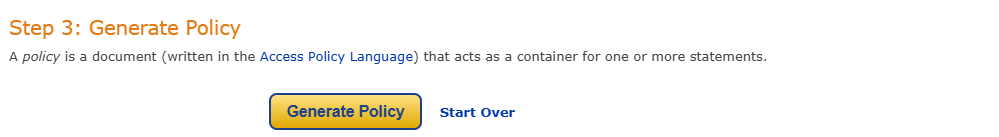 Step 3: Generate Policy
A policy is a document (written in the Access Policy Language) that acts as a container for one or more statements.
Generate Policy Start Over